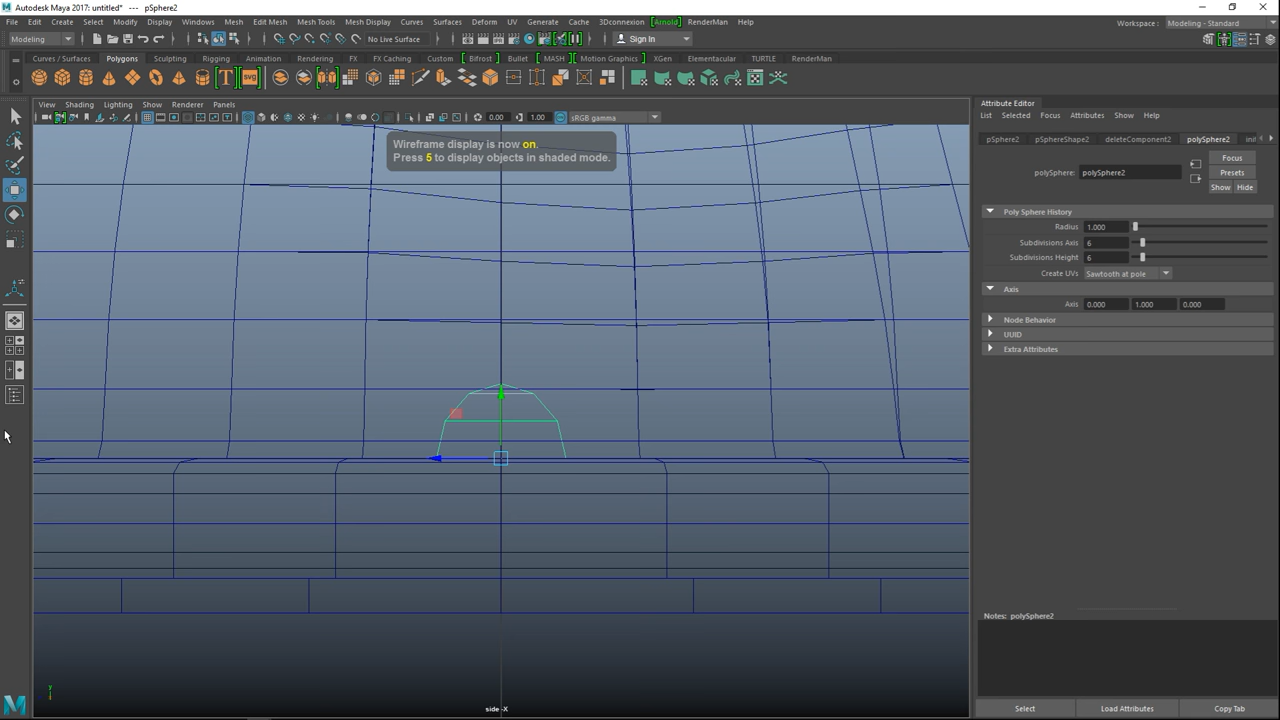 Autodesk Maya 2017: untitled* --- pSphere2
File Edit Create Select Modify Display Windows Mesh Edit Mesh Mesh Tools Mesh Display Curves Surfaces Deform UV Generate Cache 3Dconnexion [Arnold] RenderMan Help
Workspace : Modeling - Standard
Modeling No Live Surface Sign In
Curves / Surfaces Polygons Sculpting Rigging Animation Rendering FX FX Caching Custom [ Bifrost ] Bullet [ MASH ] [ Motion Graphics ] XGen [ Elementacular ] TURTLE RenderMan
T svg
View Shading Lighting Show Renderer Panels
0.00 1.00 sRGB gamma
Wireframe display is now on.
Press 5 to display objects in shaded mode.
y
side -X
Attribute Editor
List Selected Focus Attributes Show Help
pSphere2 pSphereShape2 deleteComponent2 polySphere2 init
polySphere: polySphere2
Focus
Presets
Show Hide
Poly Sphere History
Radius 1.000
Subdivisions Axis 6
Subdivisions Height 6
Create UVs Sawtooth at pole
Axis
Axis 0.000 1.000 0.000
Node Behavior
UUID
Extra Attributes
Notes: polySphere2
Select Load Attributes Copy Tab